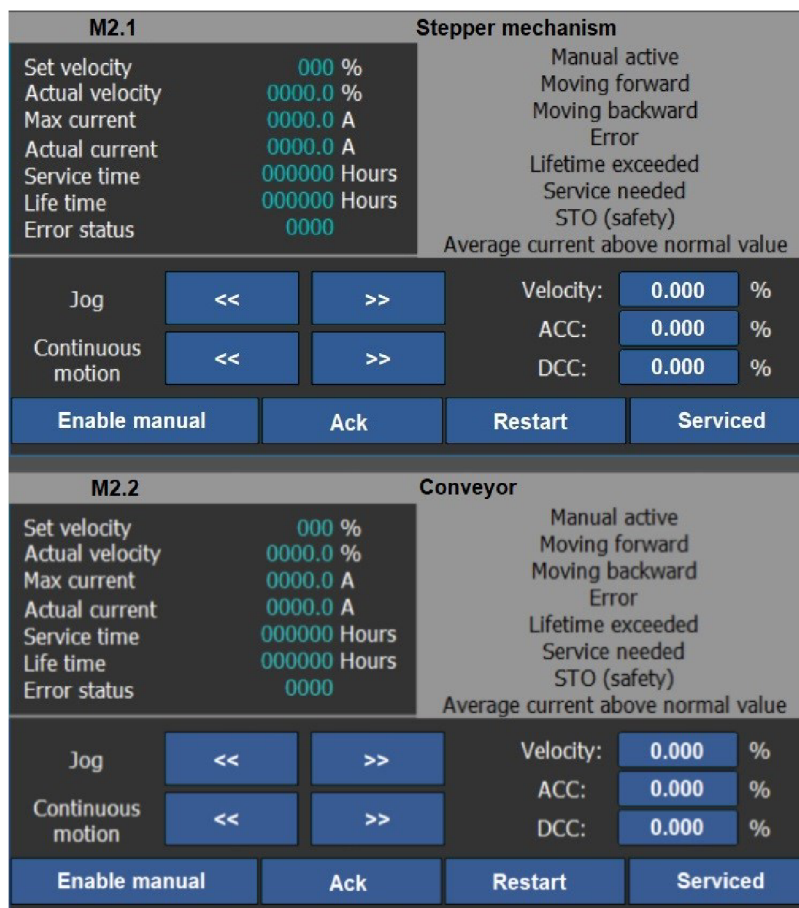 M2.1 Stepper mechanism
Set velocity 000 %
Actual velocity 0000.0 %
Max current 0000.0 A
Actual current 0000.0 A
Service time 000000 Hours
Life time 000000 Hours
Error status 0000
Manual active
Moving forward
Moving backward
Error
Lifetime exceeded
Service needed
STO (safety)
Average current above normal value
Jog << >>
Continuous
motion << >>
Velocity: 0.000 %
ACC: 0.000 %
DCC: 0.000 %
Enable manual Ack Restart Serviced
M2.2 Conveyor
Set velocity 000 %
Actual velocity 0000.0 %
Max current 0000.0 A
Actual current 0000.0 A
Service time 000000 Hours
Life time 000000 Hours
Error status 0000
Manual active
Moving forward
Moving backward
Error
Lifetime exceeded
Service needed
STO (safety)
Average current above normal value
Jog << >>
Continuous
motion << >>
Velocity: 0.000 %
ACC: 0.000 %
DCC: 0.000 %
Enable manual Ack Restart Serviced